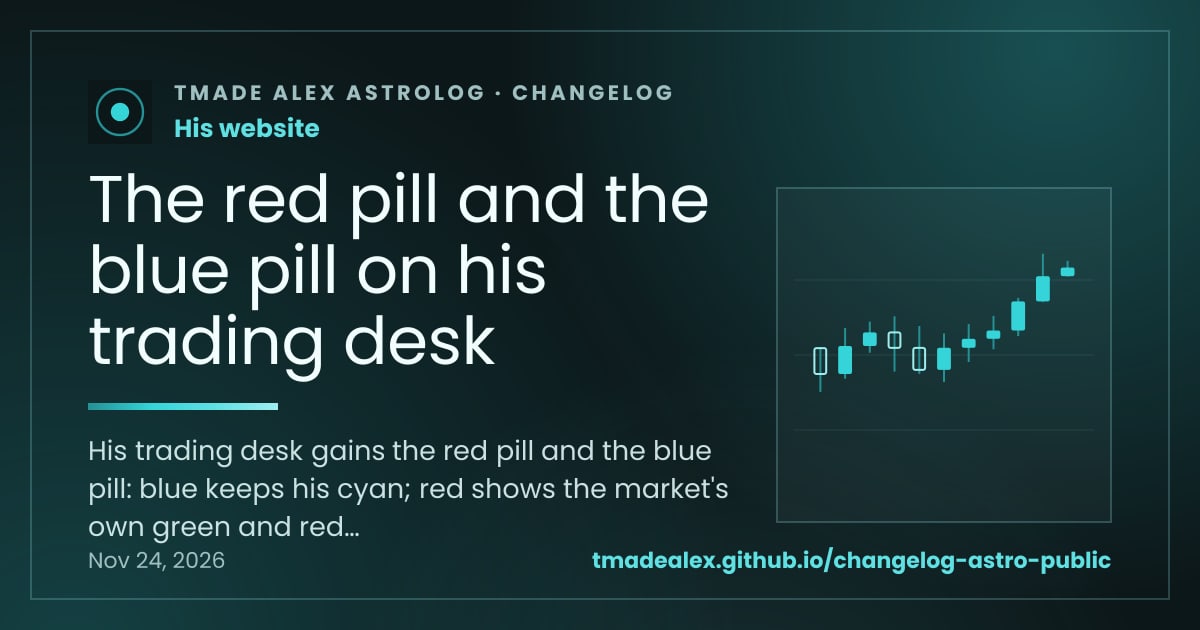 TMADE ALEX ASTROLOG · CHANGELOG
His website
The red pill and the
blue pill on his
trading desk
His trading desk gains the red pill and the blue
pill: blue keeps his cyan; red shows the market's
own green and red...
Nov 24, 2026
tmadealex.github.io/changelog-astro-public